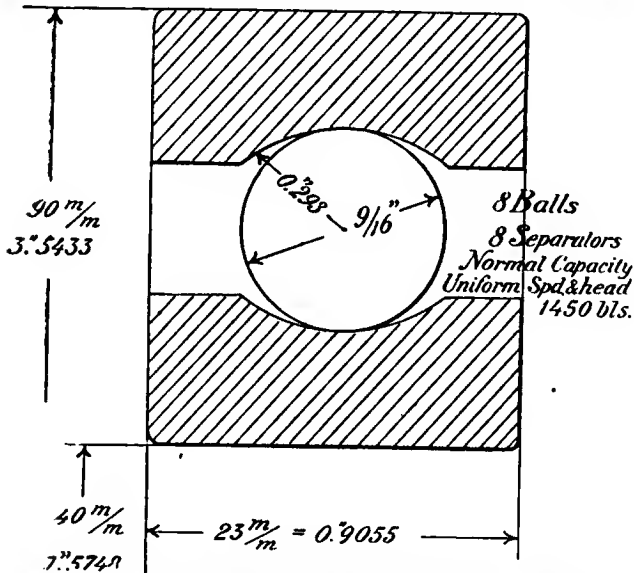 90 m/m
3."5433
0."298
9/16"
8 Balls
8 Separators
Normal Capacity
Uniform Spd.& head
1450 bls.
40 m/m
23 m/m = 0."9055